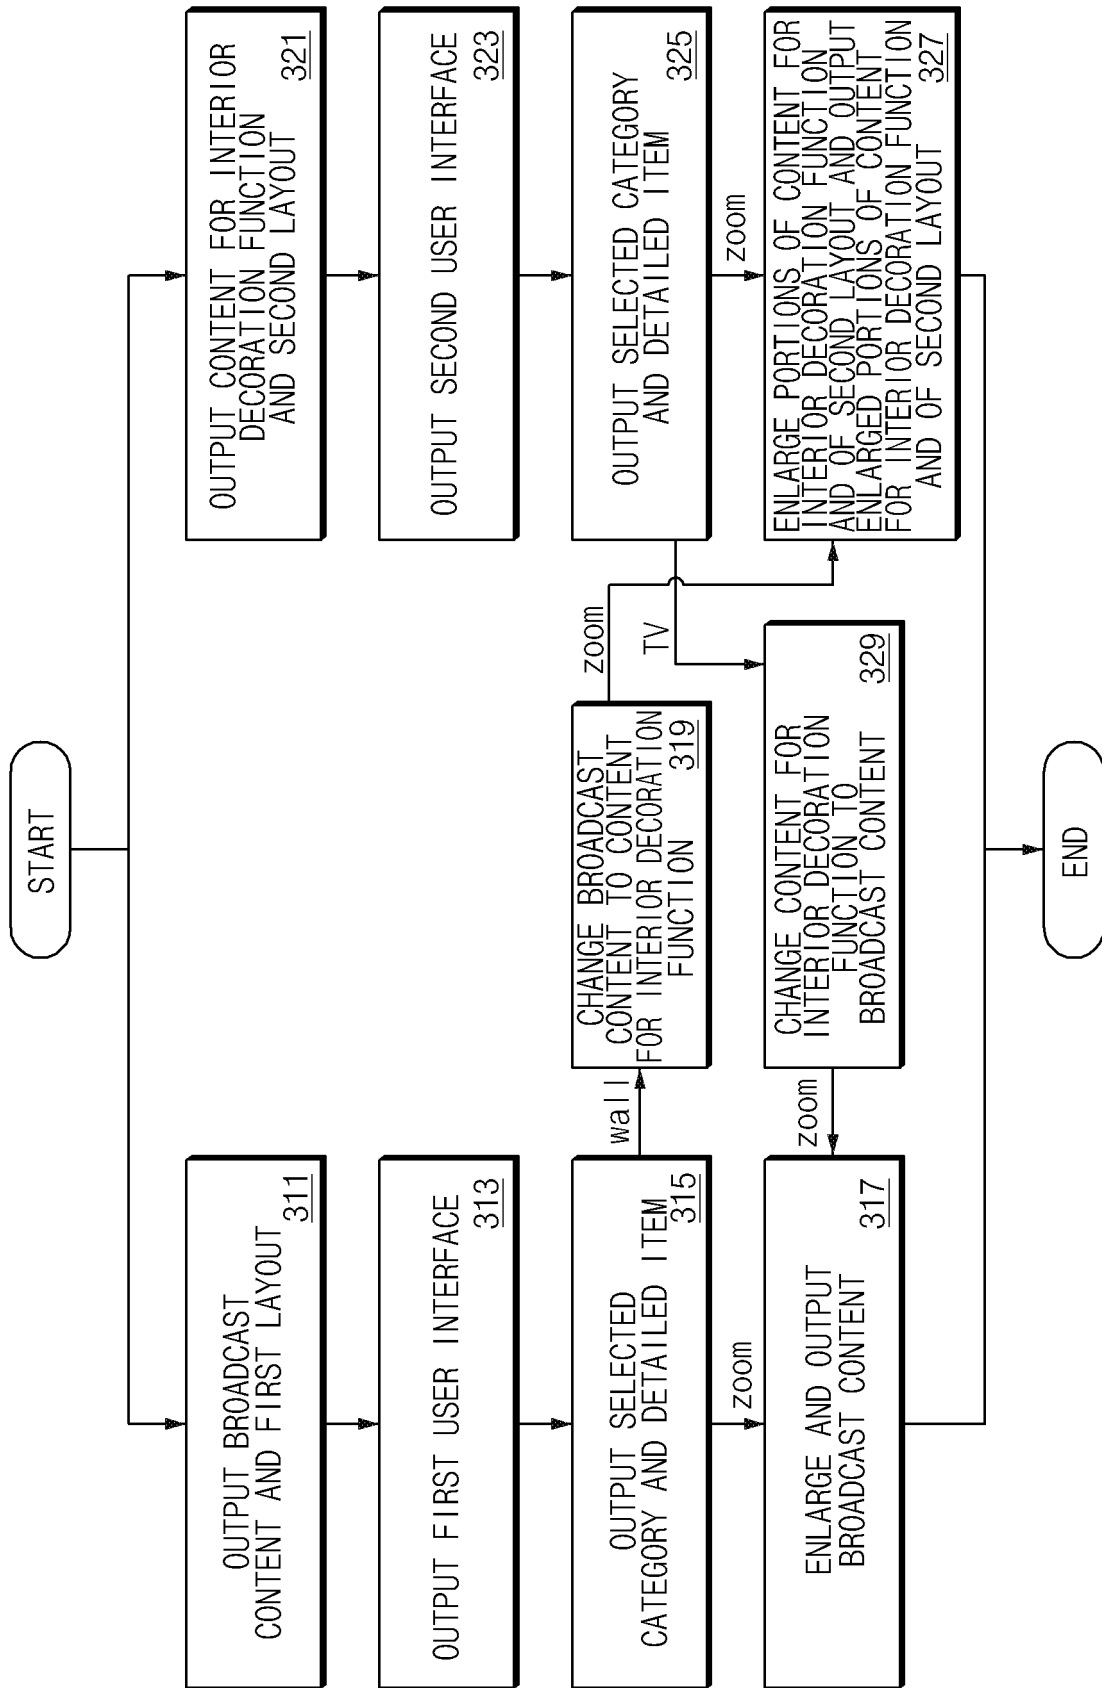 START
OUTPUT BROADCAST
CONTENT AND FIRST LAYOUT
311
OUTPUT FIRST USER INTERFACE
313
OUTPUT SELECTED
CATEGORY AND DETAILED ITEM
315
wall
zoom
ENLARGE AND OUTPUT
BROADCAST CONTENT
317
CHANGE BROADCAST
CONTENT TO CONTENT
FOR INTERIOR DECORATION
FUNCTION
319
zoom
TV
CHANGE CONTENT FOR
INTERIOR DECORATION
FUNCTION TO
BROADCAST CONTENT
329
zoom
OUTPUT CONTENT FOR INTERIOR
DECORATION FUNCTION
AND SECOND LAYOUT
321
OUTPUT SECOND USER INTERFACE
323
OUTPUT SELECTED CATEGORY
AND DETAILED ITEM
325
zoom
ENLARGE PORTIONS OF CONTENT FOR
INTERIOR DECORATION FUNCTION
AND OF SECOND LAYOUT AND OUTPUT
ENLARGED PORTIONS OF CONTENT
FOR INTERIOR DECORATION FUNCTION
AND OF SECOND LAYOUT
327
END